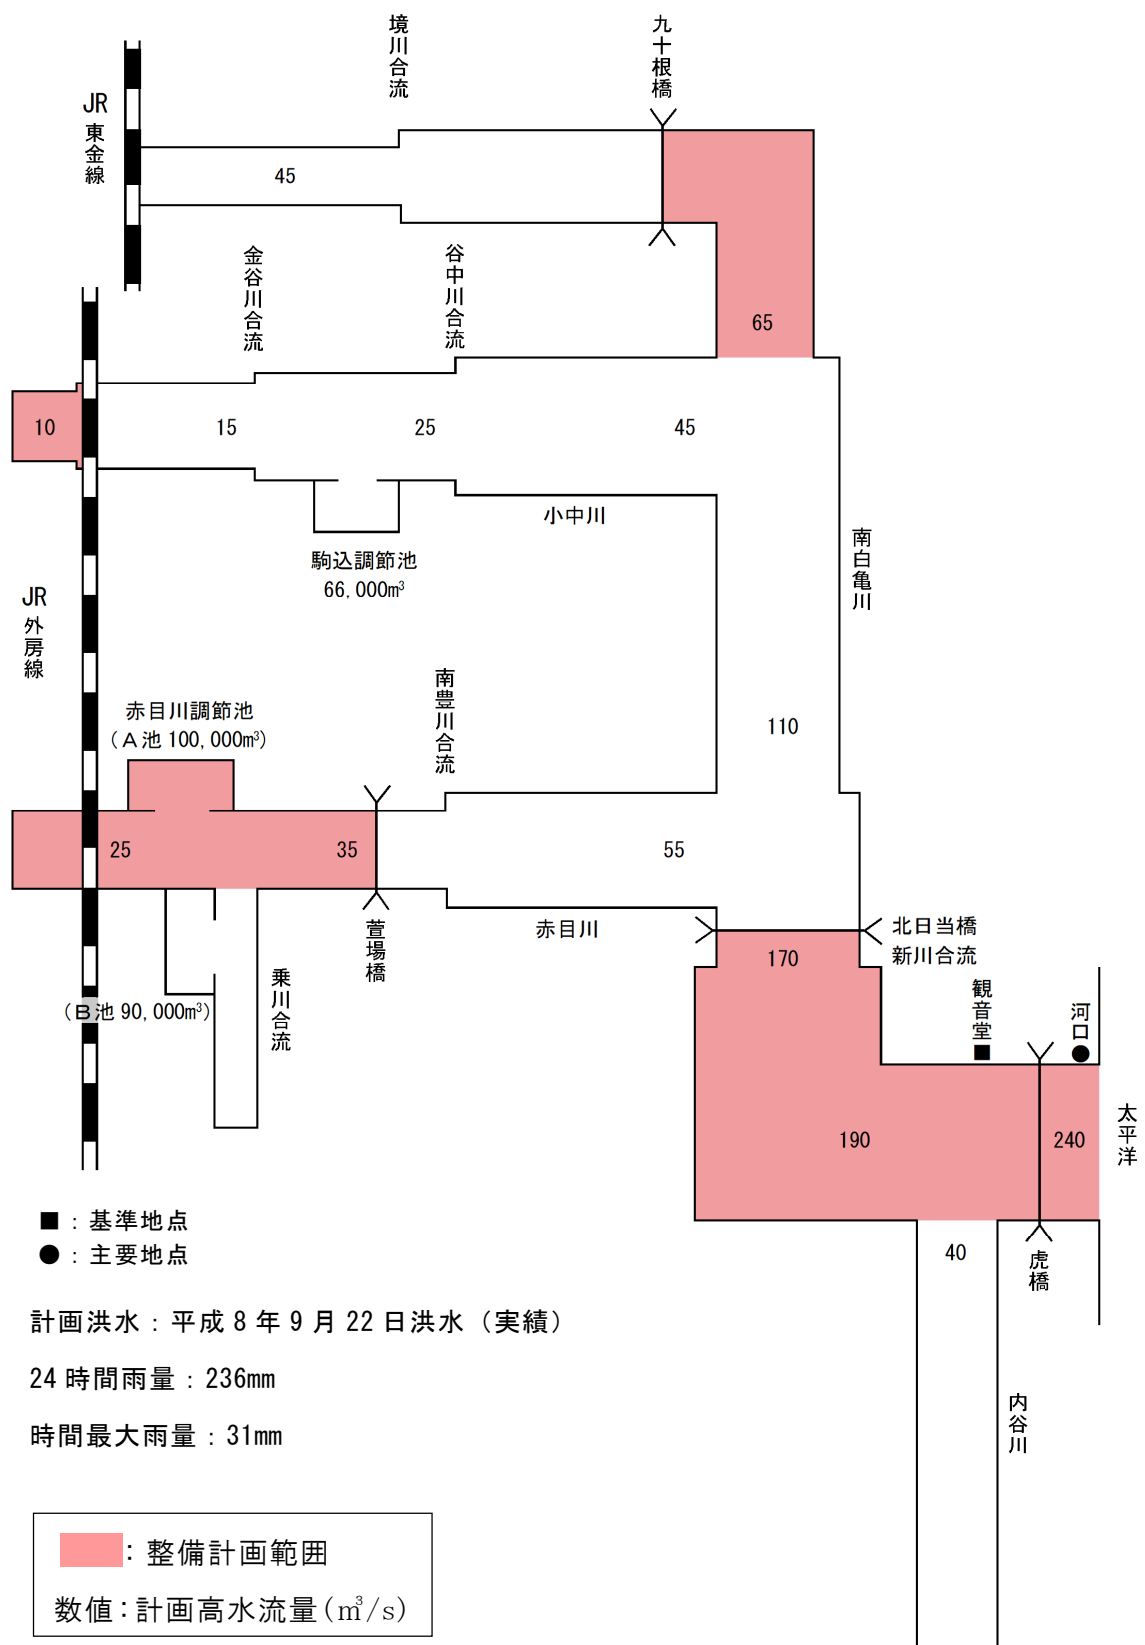 境川合流
九十根橋
JR
東金線
45
金谷川合流
谷中川合流
65
10
15
25
45
小中川
駒込調節池
66,000m³
南白亀川
JR
外房線
南豊川合流
赤目川調節池
(A池 100,000m³)
110
25
35
55
萱場橋
赤目川
北日当橋
新川合流
170
乗川合流
(B池 90,000m³)
観音堂
河口
190
240
太平洋
■:基準地点
●:主要地点
40
虎橋
計画洪水:平成8年9月22日洪水(実績)
24時間雨量:236mm
時間最大雨量:31mm
内谷川
:整備計画範囲
数値:計画高水流量(㎥/s)